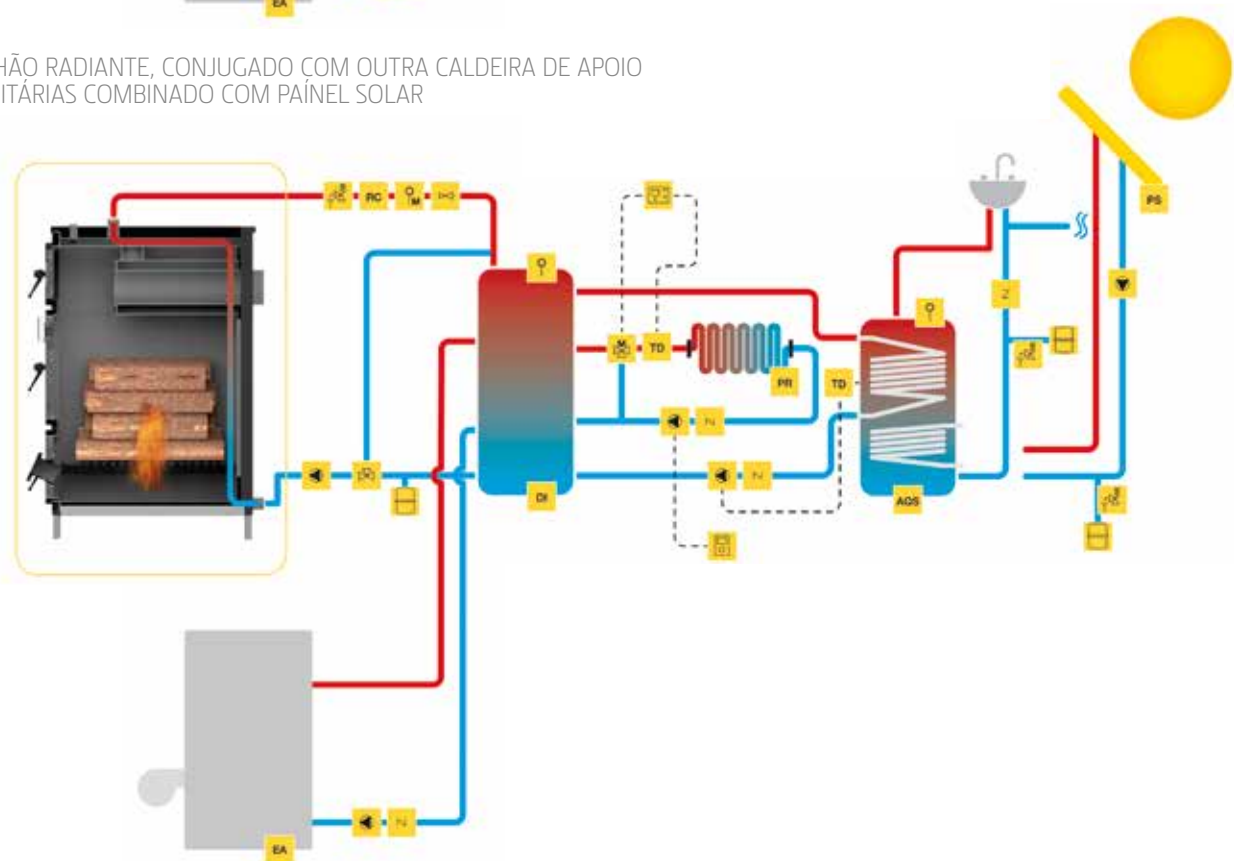 EA
HÃO RADIANTE, CONJUGADO COM OUTRA CALDEIRA DE APOIO
ITÁRIAS COMBINADO COM PAÍNEL SOLAR
PS
RC
M
M
TD
PR
TD
Z
Z
Z
DI
AQS
Z
EA